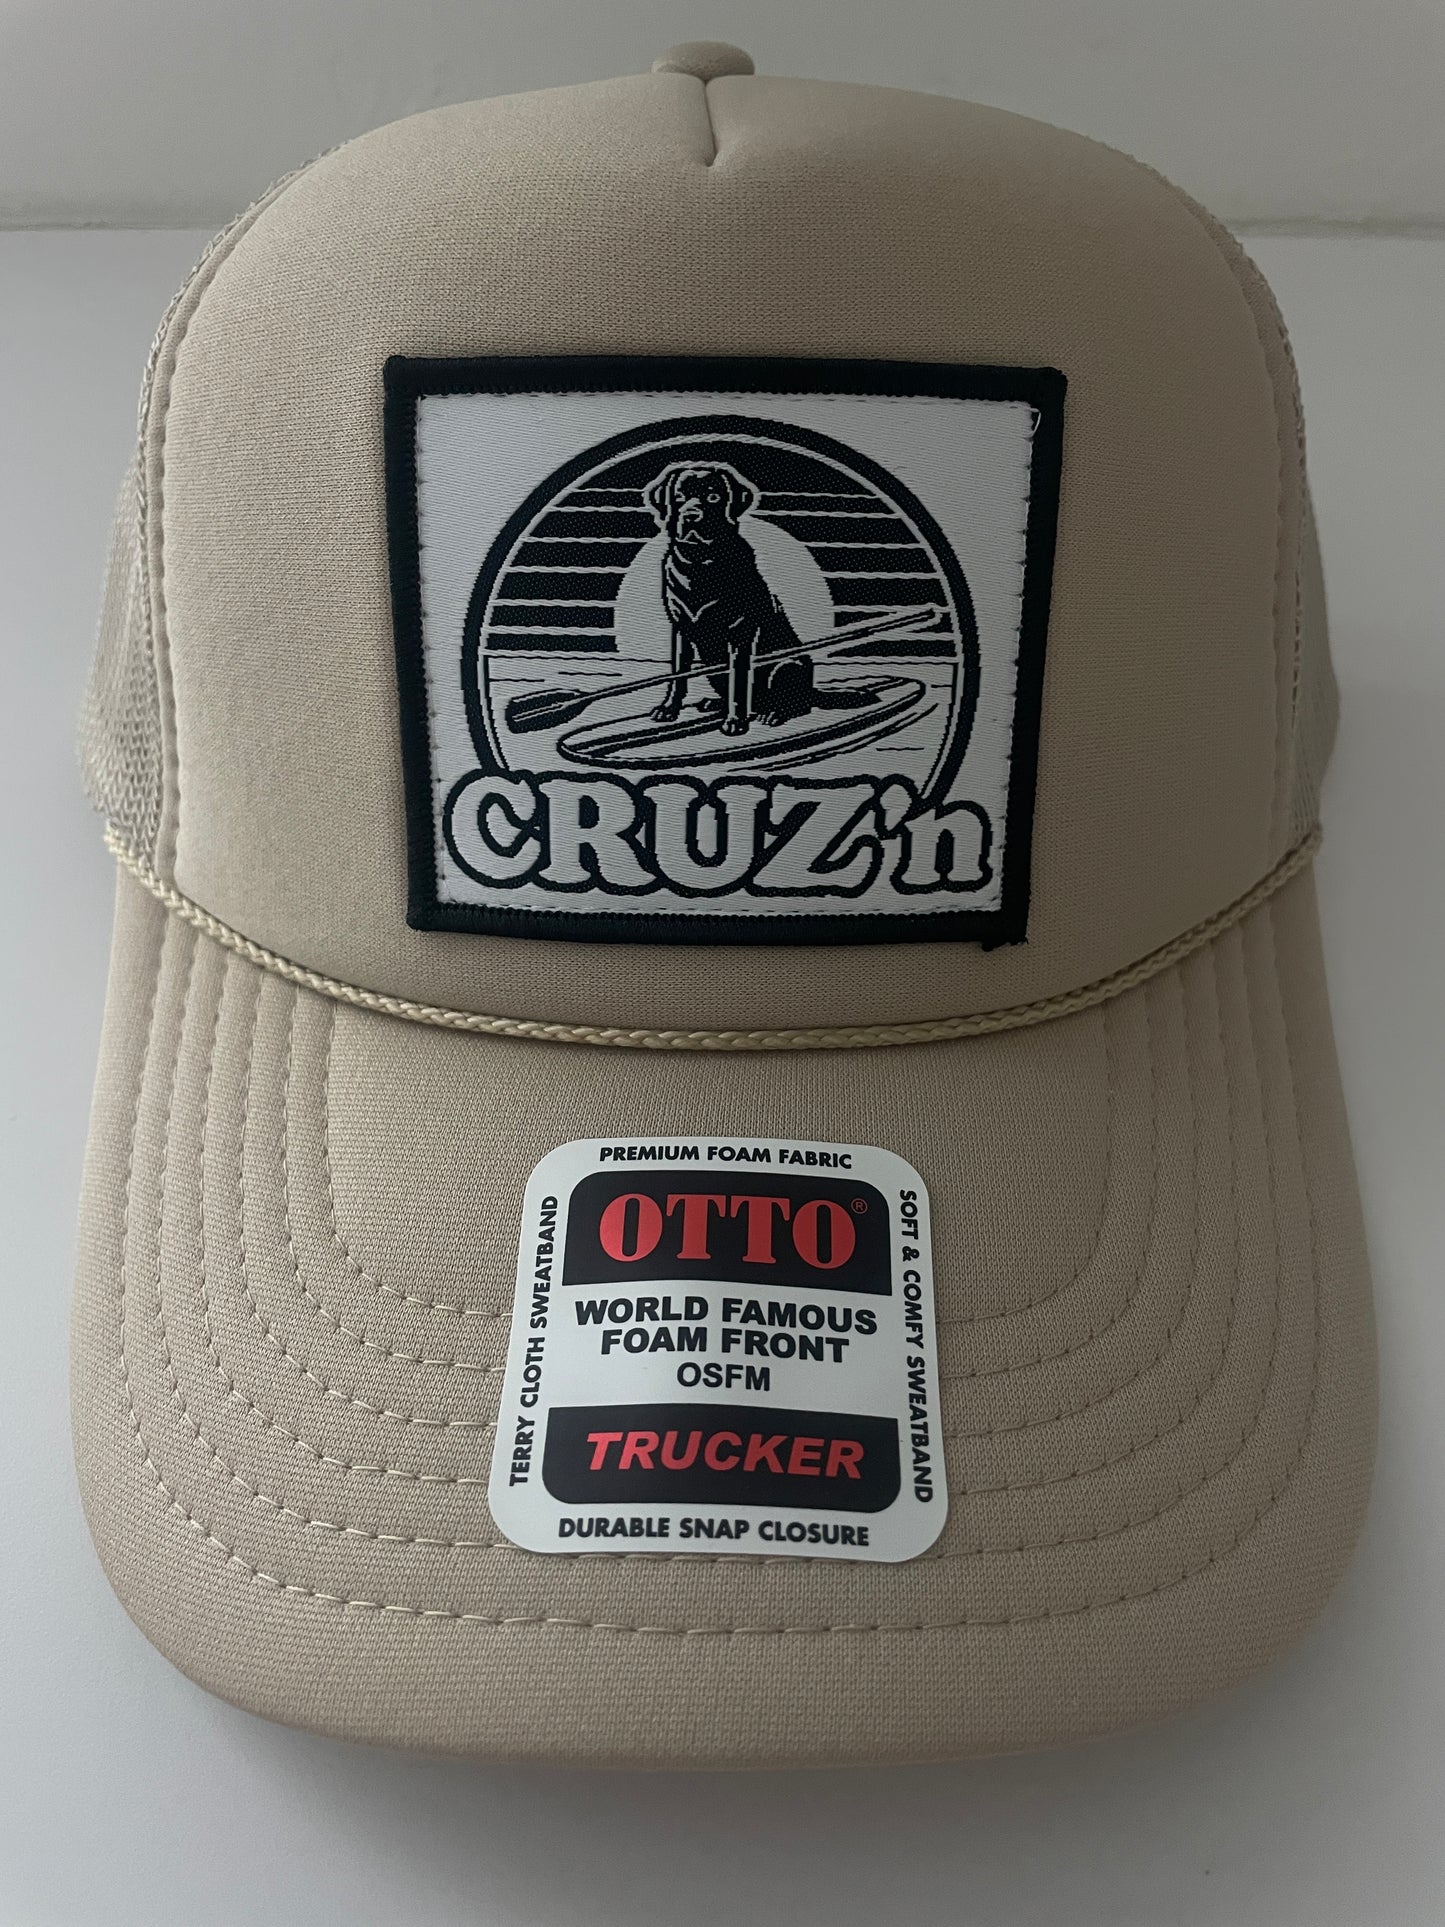 CRUZ'n
PREMIUM FOAM FABRIC
OTTO®
WORLD FAMOUS
FOAM FRONT
OSFM
TRUCKER
DURABLE SNAP CLOSURE
TERRY CLOTH SWEATBAND
SOFT & COMFY SWEATBAND